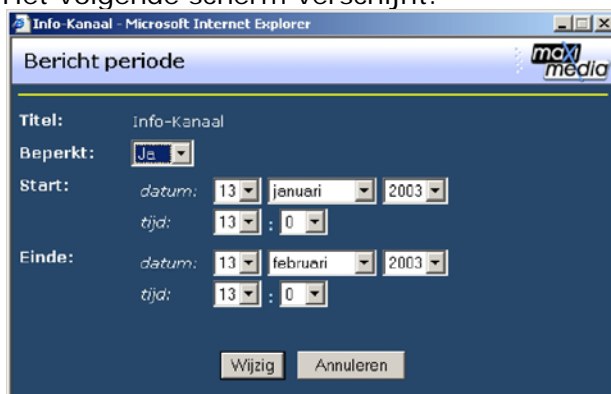 Het volgende scherm verschijnt:
Info-Kanaal - Microsoft Internet Explorer
Bericht periode
maxi
media
Titel: Info-Kanaal
Beperkt: Ja
Start: datum: 13 januari 2003
tijd: 13 : 0
Einde: datum: 13 februari 2003
tijd: 13 : 0
Wijzig Annuleren